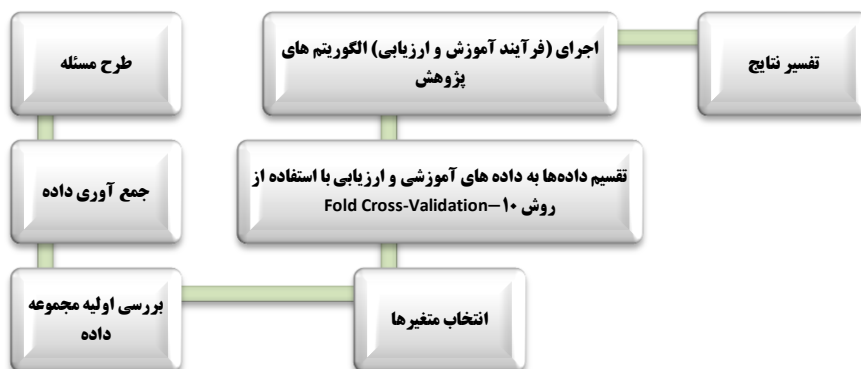 طرح مسئله
جمع آوری داده
بررسی اولیه مجموعه
داده
انتخاب متغیرها
تقسیم داده‌ها به داده های آموزشی و ارزیابی با استفاده از
روش ۱۰–Fold Cross-Validation
اجرای (فرآیند آموزش و ارزیابی) الگوریتم های
پژوهش
تفسیر نتایج